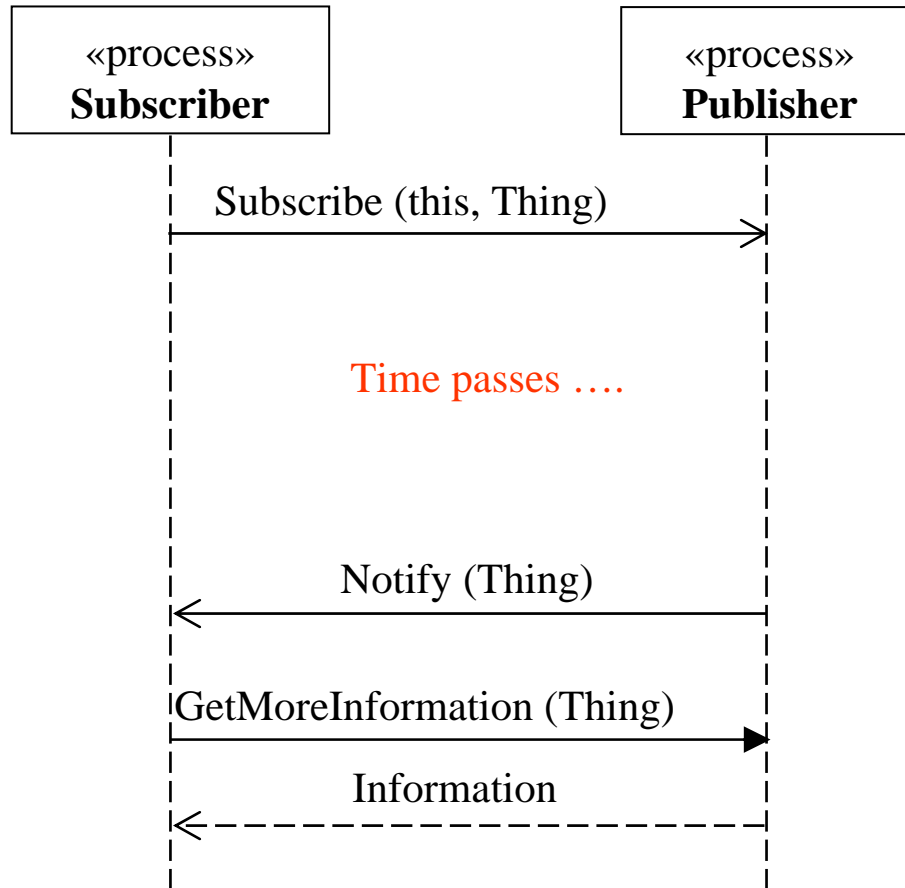 «process»
Subscriber
«process»
Publisher
Subscribe (this, Thing)
Time passes ….
Notify (Thing)
GetMoreInformation (Thing)
Information